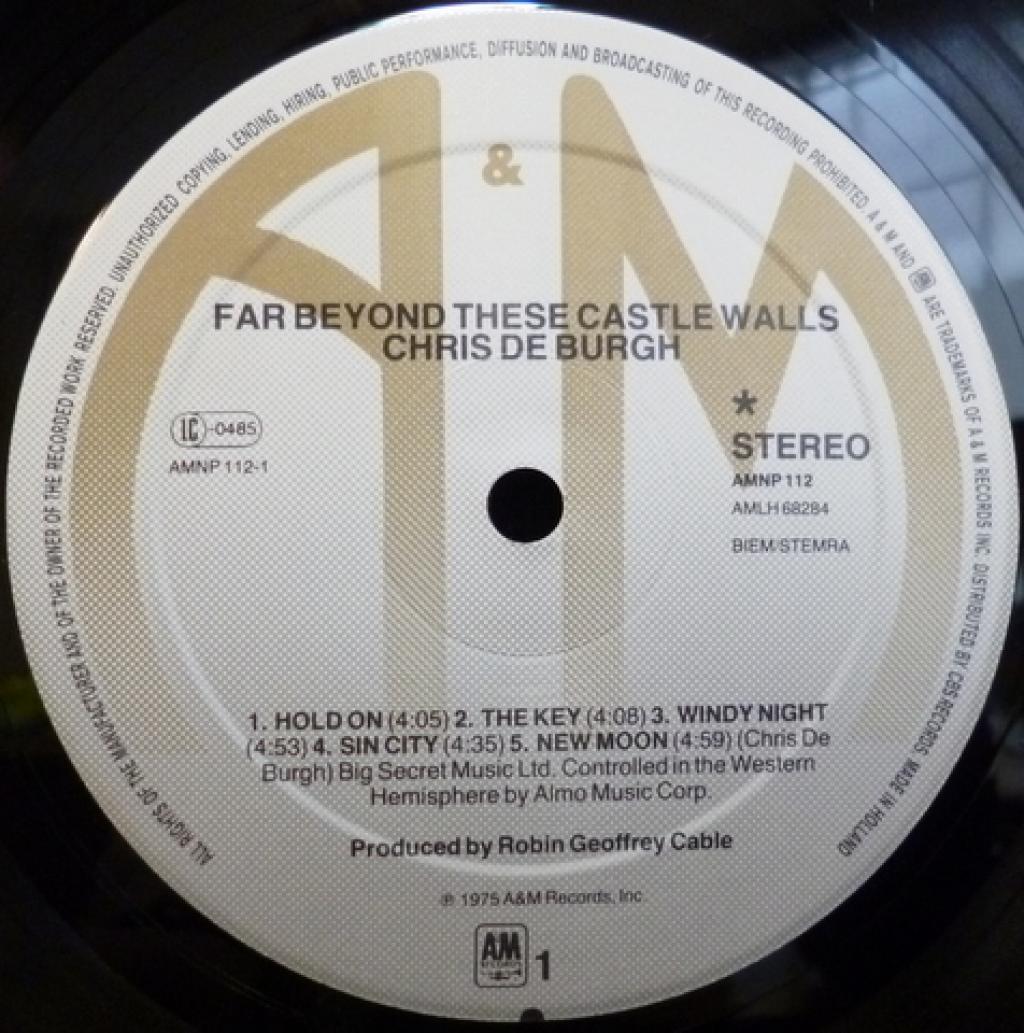 ALL RIGHTS OF THE MANUFACTURER AND OF THE OWNER OF THE RECORDED WORK RESERVED. UNAUTHORIZED COPYING, LENDING, HIRING, PUBLIC PERFORMANCE, DIFFUSION AND BROADCASTING OF THIS RECORDING PROHIBITED. A & M AND AM ARE TRADEMARKS OF A & M RECORDS INC. DISTRIBUTED BY CBS RECORDS. MADE IN HOLLAND
A & M
FAR BEYOND THESE CASTLE WALLS
CHRIS DE BURGH
LC-0485
AMNP 112-1
*
STEREO
AMNP 112
AMLH 68284
BIEM/STEMRA
1. HOLD ON (4:05) 2. THE KEY (4:08) 3. WINDY NIGHT
(4:53) 4. SIN CITY (4:35) 5. NEW MOON (4:59) (Chris De
Burgh) Big Secret Music Ltd. Controlled in the Western
Hemisphere by Almo Music Corp.
Produced by Robin Geoffrey Cable
℗ 1975 A&M Records, Inc.
AM
RECORDS
1